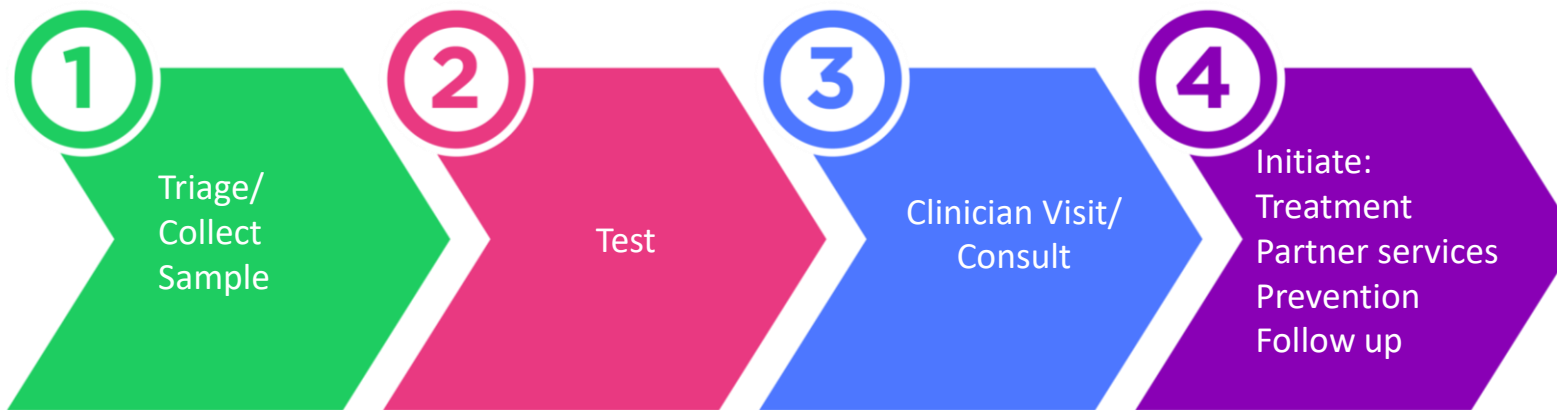 1
Triage/
Collect
Sample
2
Test
3
Clinician Visit/
Consult
4
Initiate:
Treatment
Partner services
Prevention
Follow up